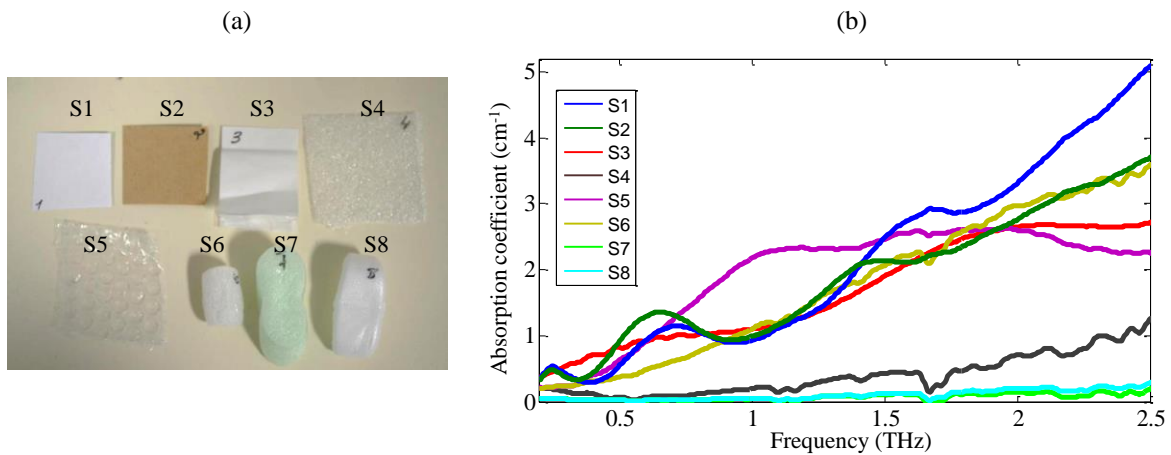 (a)
(b)
S1 S2 S3 S4
1
3
4
S5 S6 S7 S8
8
Absorption coefficient (cm⁻¹)
5
4
3
2
1
0
S1
S2
S3
S4
S5
S6
S7
S8
0.5 1 1.5 2 2.5
Frequency (THz)